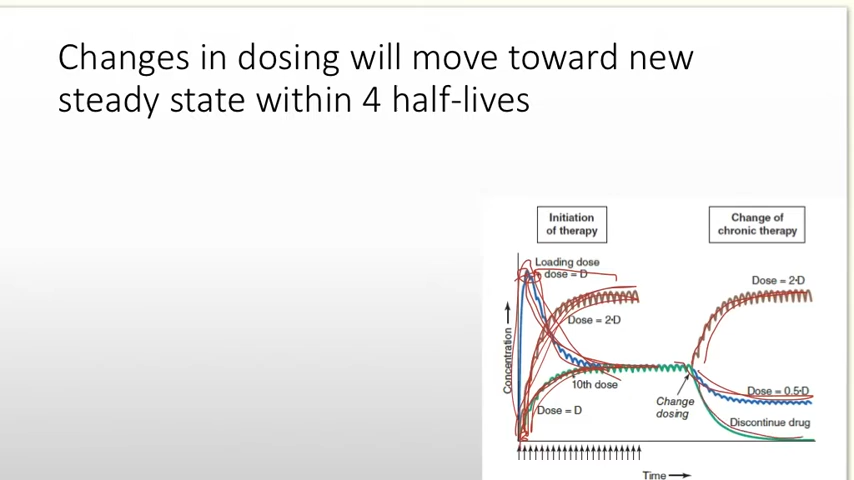 Changes in dosing will move toward new
steady state within 4 half-lives
Initiation
of therapy
Change of
chronic therapy
Loading dose
dose = D
Dose = 2·D
Dose = 2·D
Concentration
10th dose
Dose = D
Change
dosing
Dose = 0.5·D
Discontinue drug
Time